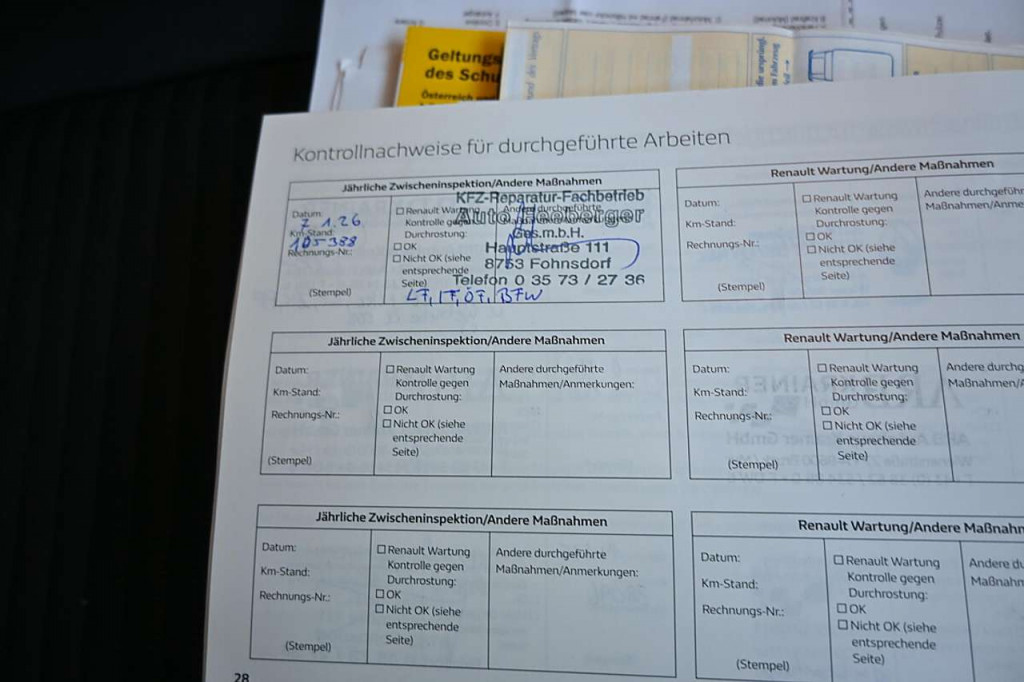 Geltungs
des Schu
Österreich und
Kontrollnachweise für durchgeführte Arbeiten
Jährliche Zwischeninspektion/Andere Maßnahmen
Datum:
7. 1.26
Km-Stand:
105388
Rechnungs-Nr.:
(Stempel)
☐ Renault Wartung
Kontrolle gegen
Durchrostung:
☐ OK
☐ Nicht OK (siehe
entsprechende
Seite)
Andere durchgeführte
KFZ-Reparatur-Fachbetrieb
Auto
Ges.m.b.H.
Hauptstraße 111
8753 Fohnsdorf
Telefon 0 35 73 / 27 36
LF, IF, ÖF, BFW
Renault Wartung/Andere Maßnahmen
Datum:
Km-Stand:
Rechnungs-Nr.:
(Stempel)
☐ Renault Wartung
Kontrolle gegen
Durchrostung:
☐ OK
☐ Nicht OK (siehe
entsprechende
Seite)
Andere durchgeführ
Maßnahmen/Anme
Jährliche Zwischeninspektion/Andere Maßnahmen
Datum:
Km-Stand:
Rechnungs-Nr.:
(Stempel)
☐ Renault Wartung
Kontrolle gegen
Durchrostung:
☐ OK
☐ Nicht OK (siehe
entsprechende
Seite)
Andere durchgeführte
Maßnahmen/Anmerkungen:
Renault Wartung/Andere Maßnahmen
Datum:
Km-Stand:
Rechnungs-Nr.:
(Stempel)
☐ Renault Wartung
Kontrolle gegen
Durchrostung:
☐ OK
☐ Nicht OK (siehe
entsprechende
Seite)
Andere durchg
Maßnahmen/A
Jährliche Zwischeninspektion/Andere Maßnahmen
Datum:
Km-Stand:
Rechnungs-Nr.:
(Stempel)
☐ Renault Wartung
Kontrolle gegen
Durchrostung:
☐ OK
☐ Nicht OK (siehe
entsprechende
Seite)
Andere durchgeführte
Maßnahmen/Anmerkungen:
Renault Wartung/Andere Maßnahm
Datum:
Km-Stand:
Rechnungs-Nr.:
(Stempel)
☐ Renault Wartung
Kontrolle gegen
Durchrostung:
☐ OK
☐ Nicht OK (siehe
entsprechende
Seite)
Andere du
Maßnahm
28